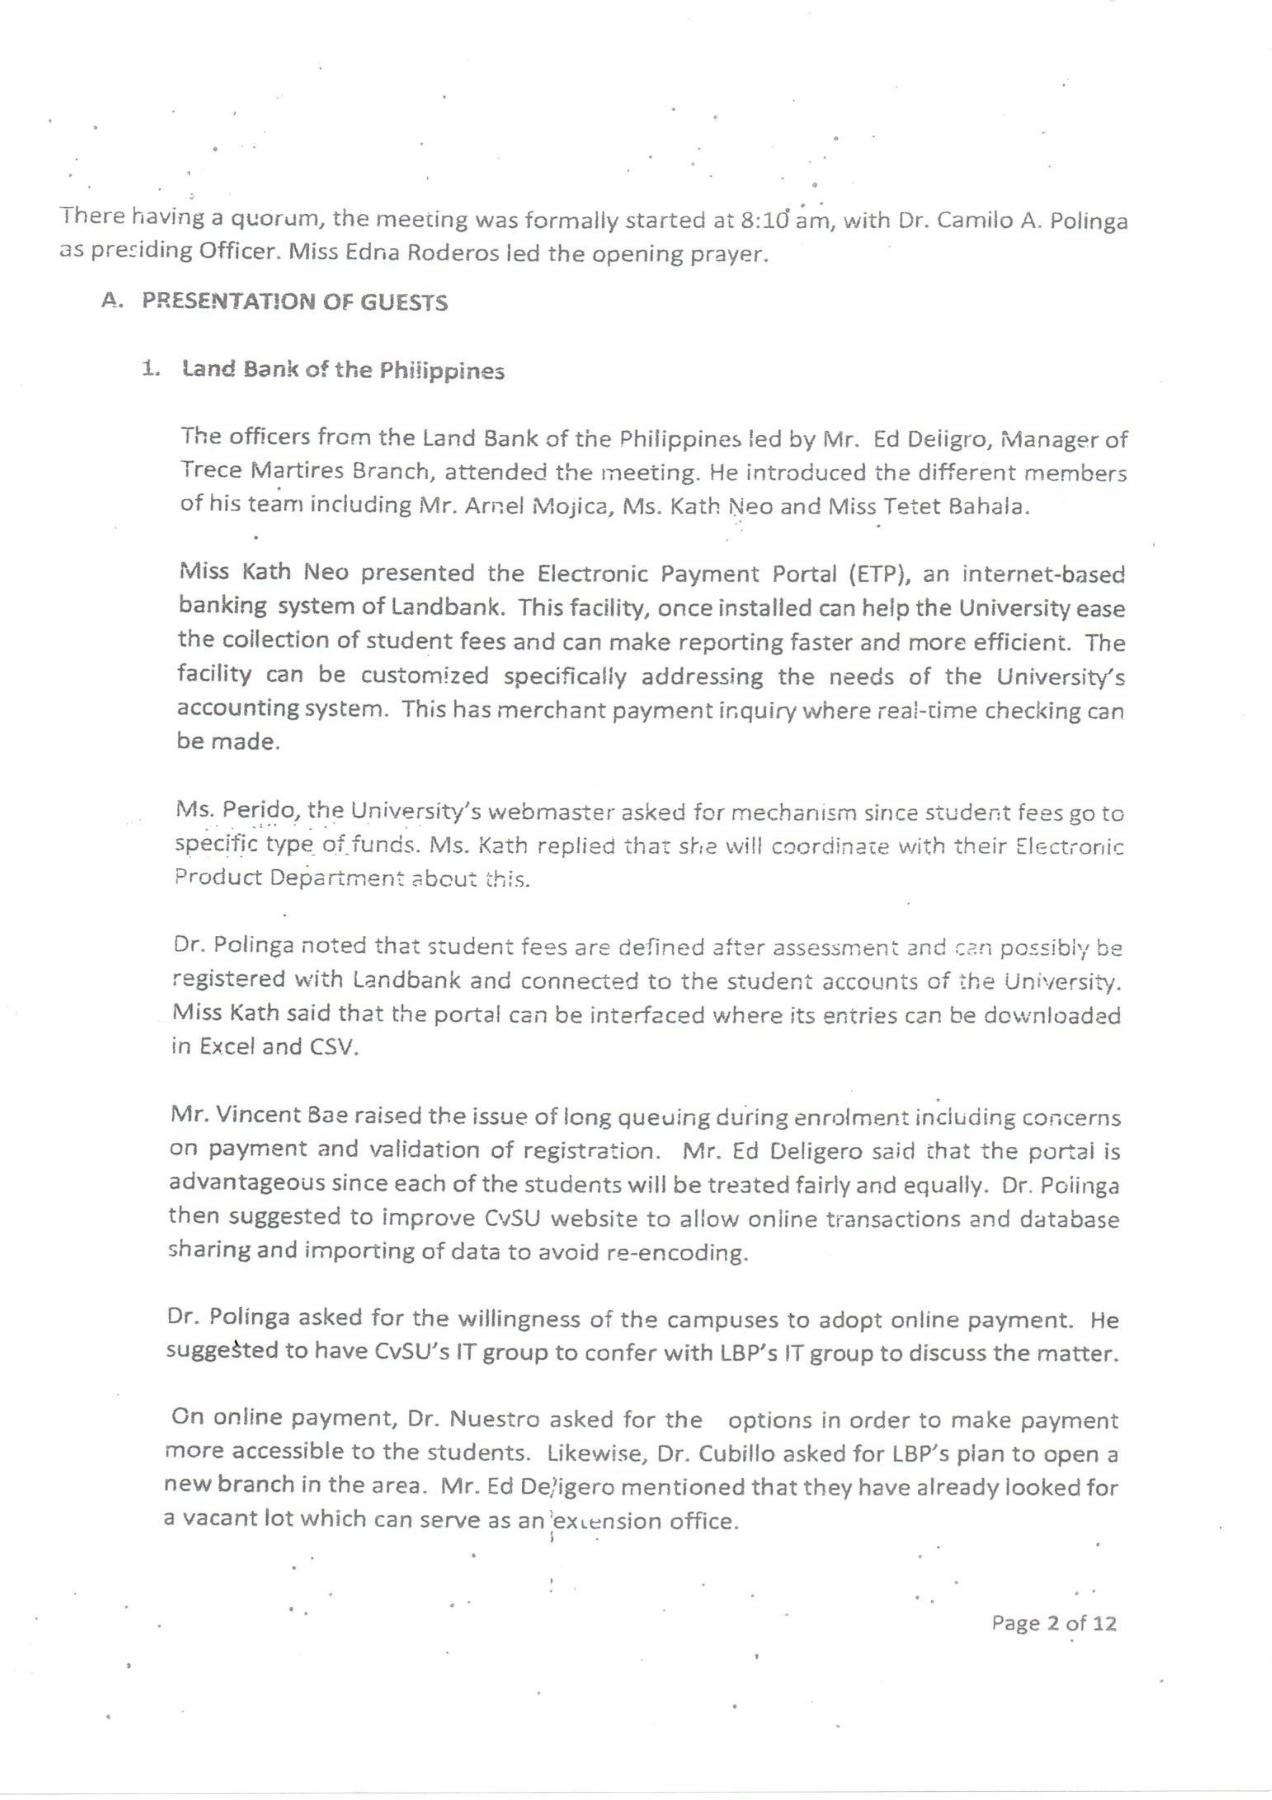 There having a quorum, the meeting was formally started at 8:10 am, with Dr. Camilo A. Polinga
as presiding Officer. Miss Edna Roderos led the opening prayer.
A. PRESENTATION OF GUESTS
1. Land Bank of the Philippines
The officers from the Land Bank of the Philippines led by Mr. Ed Deligro, Manager of
Trece Martires Branch, attended the meeting. He introduced the different members
of his team including Mr. Arnel Mojica, Ms. Kath Neo and Miss Tetet Bahala.
Miss Kath Neo presented the Electronic Payment Portal (ETP), an internet-based
banking system of Landbank. This facility, once installed can help the University ease
the collection of student fees and can make reporting faster and more efficient. The
facility can be customized specifically addressing the needs of the University's
accounting system. This has merchant payment inquiry where real-time checking can
be made.
Ms. Perido, the University's webmaster asked for mechanism since student fees go to
specific type of funds. Ms. Kath replied that she will coordinate with their Electronic
Product Department about this.
Dr. Polinga noted that student fees are defined after assessment and can possibly be
registered with Landbank and connected to the student accounts of the University.
Miss Kath said that the portal can be interfaced where its entries can be downloaded
in Excel and CSV.
Mr. Vincent Bae raised the issue of long queuing during enrolment including concerns
on payment and validation of registration. Mr. Ed Deligero said that the portal is
advantageous since each of the students will be treated fairly and equally. Dr. Polinga
then suggested to improve CvSU website to allow online transactions and database
sharing and importing of data to avoid re-encoding.
Dr. Polinga asked for the willingness of the campuses to adopt online payment. He
suggested to have CvSU's IT group to confer with LBP's IT group to discuss the matter.
On online payment, Dr. Nuestro asked for the options in order to make payment
more accessible to the students. Likewise, Dr. Cubillo asked for LBP's plan to open a
new branch in the area. Mr. Ed Deligero mentioned that they have already looked for
a vacant lot which can serve as an extension office.
Page 2 of 12